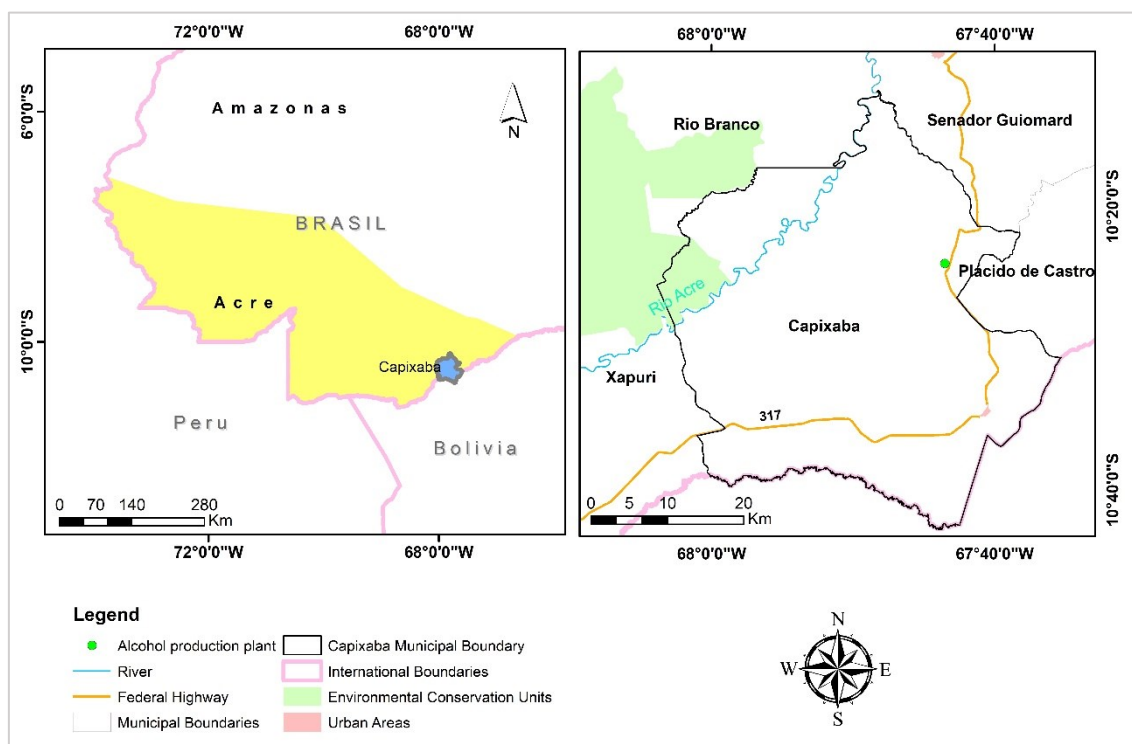 72°0'0"W
68°0'0"W
6°0'0"S
10°0'0"S
Amazonas
N
BRASIL
Acre
Capixaba
Peru
Bolivia
0 70 140 280
Km
72°0'0"W
68°0'0"W
68°0'0"W
67°40'0"W
Rio Branco
Senador Guiomard
10°20'0"S
Plácido de Castro
Rio Acre
Capixaba
Xapuri
317
10°40'0"S
0 5 10 20
Km
68°0'0"W
67°40'0"W
Legend
Alcohol production plant
River
Federal Highway
Municipal Boundaries
Capixaba Municipal Boundary
International Boundaries
Environmental Conservation Units
Urban Areas
N
W
E
S